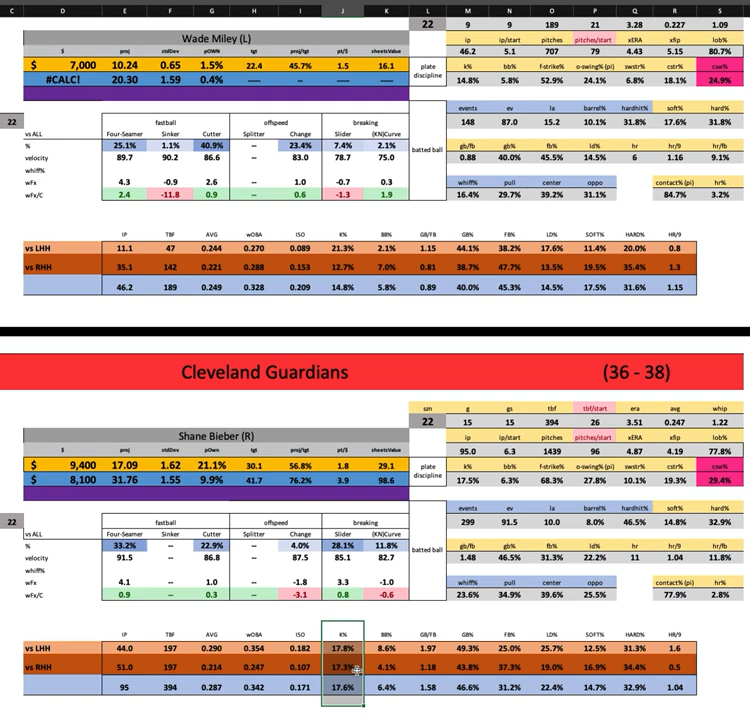 C D E F G H I J K L M N O P Q R S
22 9 9 189 21 3.28 0.227 1.09
Wade Miley (L) ip ip/start pitches pitches/start xERA xfip lob%
$ proj stdDev pOWN tgt proj/tgt pt/$ sheetsValue 46.2 5.1 707 79 4.43 5.15 80.7%
$ 7,000 10.24 0.65 1.5% 22.4 45.7% 1.5 16.1 plate discipline k% bb% f-strike% o-swing% (pi) swstr% cstr% csw%
#CALC! 20.30 1.59 0.4% ---- -- ---- ---- 14.8% 5.8% 52.9% 24.1% 6.8% 18.1% 24.9%
events ev la barrel% hardhit% soft% hard%
22 fastball offspeed breaking 148 87.0 15.2 10.1% 31.8% 17.6% 31.8%
vs ALL Four-Seamer Sinker Cutter Splitter Change Slider (KN)Curve
% 25.1% 1.1% 40.9% -- 23.4% 7.4% 2.1% batted ball gb/fb gb% fb% ld% hr hr/9 hr/fb
velocity 89.7 90.2 86.6 -- 83.0 78.7 75.0 0.88 40.0% 45.5% 14.5% 6 1.16 9.1%
whiff%
wFx 4.3 -0.9 2.6 -- 1.0 -0.7 0.3 whiff% pull center oppo contact% (pi) hr%
wFx/C 2.4 -11.8 0.9 -- 0.6 -1.3 1.9 16.4% 29.7% 39.2% 31.1% 84.7% 3.2%
IP TBF AVG wOBA ISO K% BB% GB/FB GB% FB% LD% SOFT% HARD% HR/9
vs LHH 11.1 47 0.244 0.270 0.089 21.3% 2.1% 1.15 44.1% 38.2% 17.6% 11.4% 20.0% 0.8
vs RHH 35.1 142 0.221 0.288 0.153 12.7% 7.0% 0.81 38.7% 47.7% 13.5% 19.5% 35.4% 1.3
46.2 189 0.249 0.328 0.209 14.8% 5.8% 0.89 40.0% 45.3% 14.5% 17.5% 31.6% 1.15
Cleveland Guardians (36 - 38)
szn g gs tbf tbf/start era avg whip
22 15 15 394 26 3.51 0.247 1.22
Shane Bieber (R) ip ip/start pitches pitches/start xERA xfip lob%
$ proj stdDev pOwn tgt proj/tgt pt/$ sheetsValue 95.0 6.3 1439 96 4.87 4.19 77.8%
$ 9,400 17.09 1.62 21.1% 30.1 56.8% 1.8 29.1 plate discipline k% bb% f-strike% o-swing% (pi) swstr% cstr% csw%
$ 8,100 31.76 1.55 9.9% 41.7 76.2% 3.9 98.6 17.5% 6.3% 68.3% 27.8% 10.1% 19.3% 29.4%
events ev la barrel% hardhit% soft% hard%
22 fastball offspeed breaking 299 91.5 10.0 8.0% 46.5% 14.8% 32.9%
vs ALL Four-Seamer Sinker Cutter Splitter Change Slider (KN)Curve
% 33.2% -- 22.9% -- 4.0% 28.1% 11.8% batted ball gb/fb gb% fb% ld% hr hr/9 hr/fb
velocity 91.5 -- 86.8 -- 87.5 85.1 82.7 1.48 46.5% 31.3% 22.2% 11 1.04 11.8%
whiff%
wFx 4.1 -- 1.0 -- -1.8 3.3 -1.0 whiff% pull center oppo contact% (pi) hr%
wFx/C 0.9 -- 0.3 -- -3.1 0.8 -0.6 23.6% 34.9% 39.6% 25.5% 77.9% 2.8%
IP TBF AVG wOBA ISO K% BB% GB/FB GB% FB% LD% SOFT% HARD% HR/9
vs LHH 44.0 197 0.290 0.354 0.182 17.8% 8.6% 1.97 49.3% 25.0% 25.7% 12.5% 31.3% 1.6
vs RHH 51.0 197 0.214 0.247 0.107 17.3% 4.1% 1.18 43.8% 37.3% 19.0% 16.9% 34.4% 0.5
95 394 0.287 0.342 0.171 17.6% 6.4% 1.58 46.6% 31.2% 22.4% 14.7% 32.9% 1.04